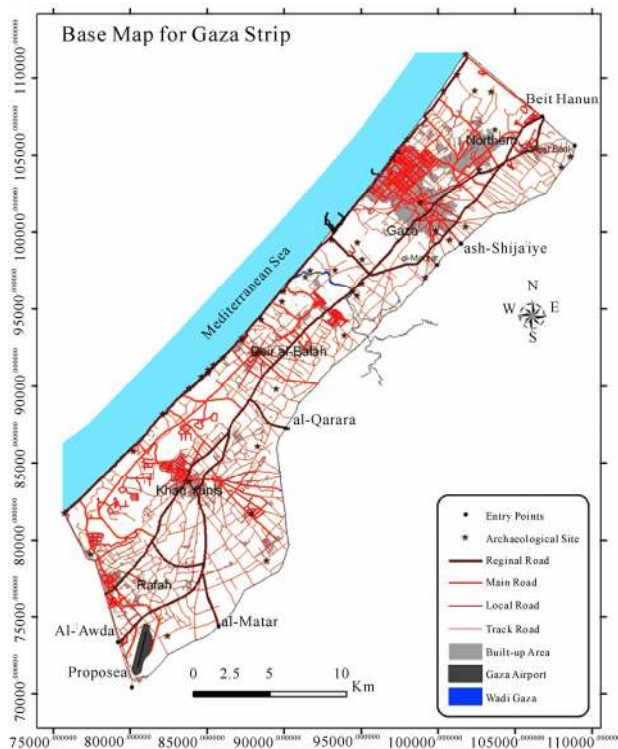 Base Map for Gaza Strip
110000
105000
100000
95000
90000
85000
80000
75000
70000
75000
80000
85000
90000
95000
100000
105000
110000
Beit Hanun
Northern
Gaza
ash-Shija'iye
Mediterranean Sea
Deir al-Balah
al-Qarara
Khan Yunis
Rafah
al-Matar
Al-'Awda
Proposea
N
W E
S
Entry Points
Archaeological Site
Reginal Road
Main Road
Local Road
Track Road
Built-up Area
Gaza Airport
Wadi Gaza
0 2.5 5 10
Km